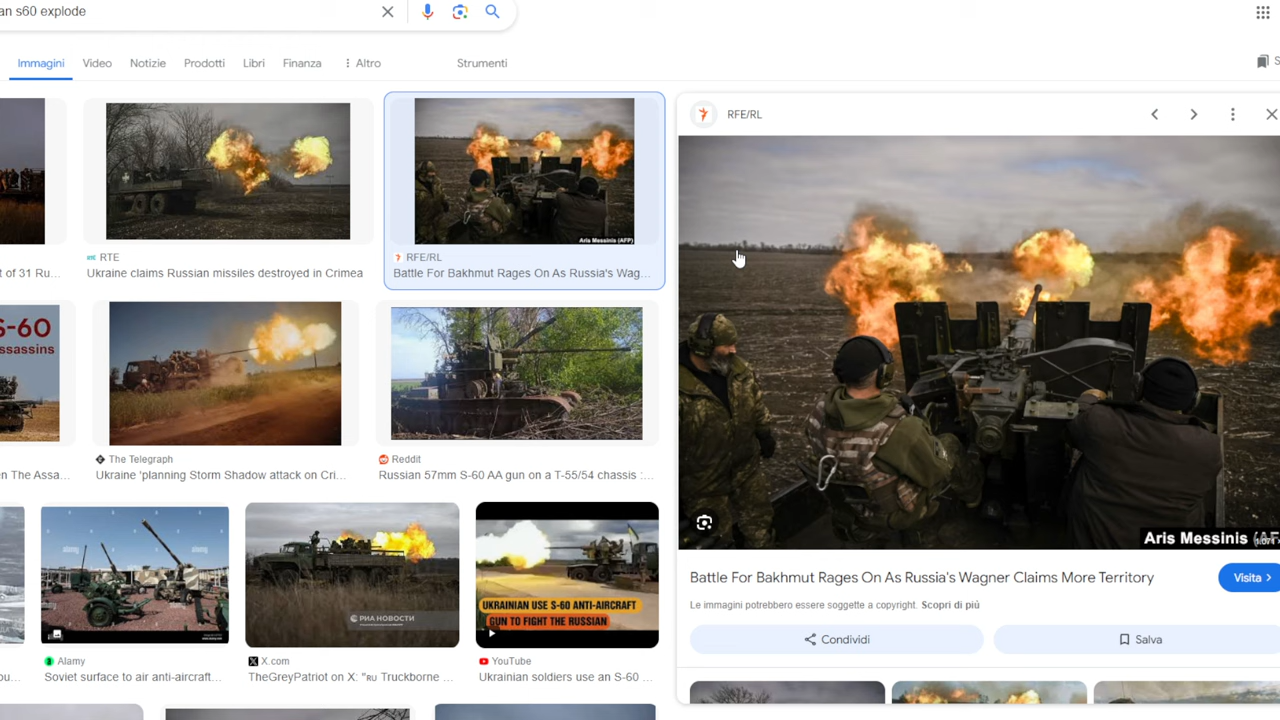 an s60 explode
Immagini
Video
Notizie
Prodotti
Libri
Finanza
Altro
Strumenti
S
RFE/RL
Aris Messinis (AFP)
RTE
Ukraine claims Russian missiles destroyed in Crimea
RFE/RL
Battle For Bakhmut Rages On As Russia's Wag...
t of 31 Ru...
S-60
assassins
The Telegraph
Ukraine 'planning Storm Shadow attack on Cri...
Reddit
Russian 57mm S-60 AA gun on a T-55/54 chassis :...
n The Assa...
Aris Messinis (AF
Battle For Bakhmut Rages On As Russia's Wagner Claims More Territory
Visita
Le immagini potrebbero essere soggette a copyright. Scopri di più
Condividi
Salva
alamy
alamy
alamy
РИА НОВОСТИ
UKRAINIAN USE S-60 ANTI-AIRCRAFT
GUN TO FIGHT THE RUSSIAN
ou...
Alamy
Soviet surface to air anti-aircraft...
X.com
TheGreyPatriot on X: "RU Truckborne ...
YouTube
Ukrainian soldiers use an S-60 ...